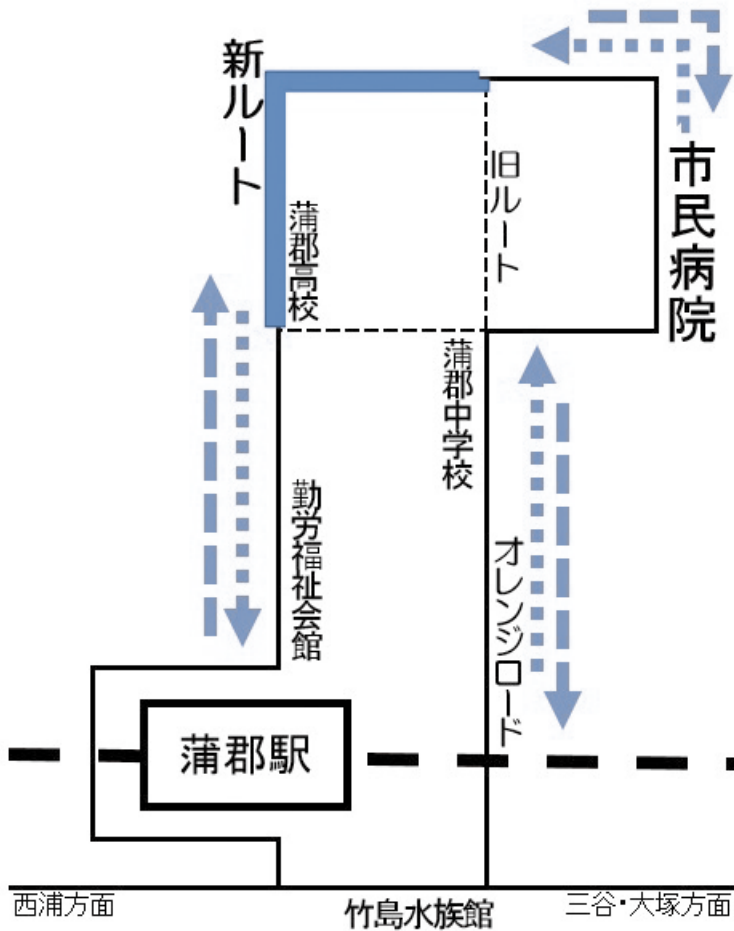 新ルート
市民病院
旧ルート
蒲郡高校
蒲郡中学校
勤労福祉会館
オレンジロード
蒲郡駅
西浦方面
竹島水族館
三谷・大塚方面